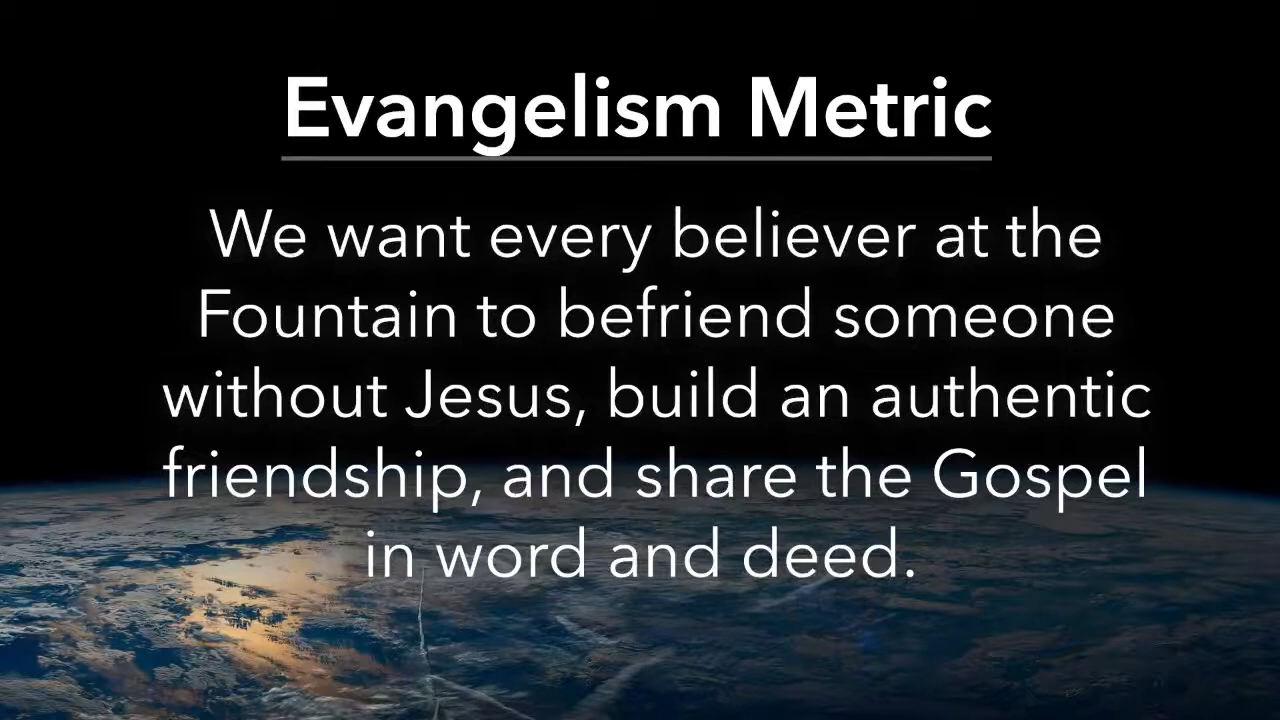 Evangelism Metric
We want every believer at the
Fountain to befriend someone
without Jesus, build an authentic
friendship, and share the Gospel
in word and deed.